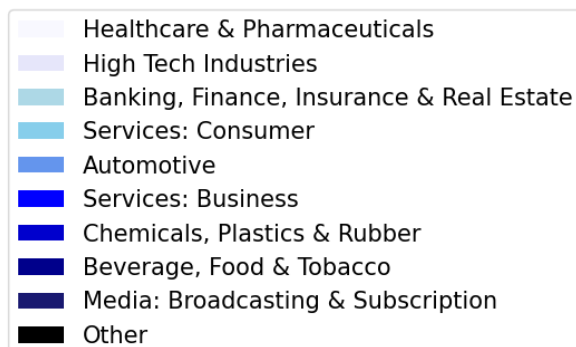 Healthcare & Pharmaceuticals
High Tech Industries
Banking, Finance, Insurance & Real Estate
Services: Consumer
Automotive
Services: Business
Chemicals, Plastics & Rubber
Beverage, Food & Tobacco
Media: Broadcasting & Subscription
Other